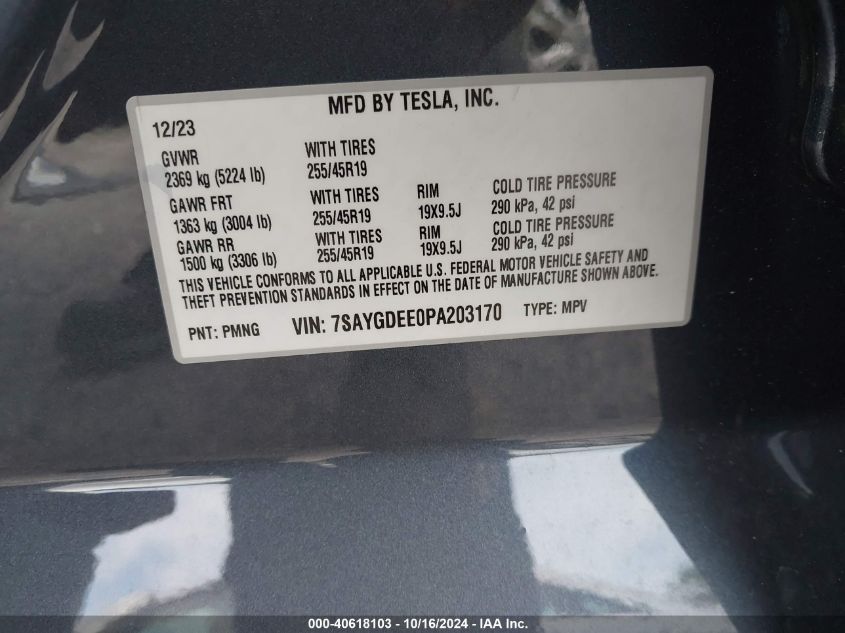 MFD BY TESLA, INC.
12/23
GVWR
2369 kg (5224 lb)
WITH TIRES
255/45R19
GAWR FRT
1363 kg (3004 lb)
WITH TIRES
255/45R19
RIM
19X9.5J
COLD TIRE PRESSURE
290 kPa, 42 psi
GAWR RR
1500 kg (3306 lb)
WITH TIRES
255/45R19
RIM
19X9.5J
COLD TIRE PRESSURE
290 kPa, 42 psi
THIS VEHICLE CONFORMS TO ALL APPLICABLE U.S. FEDERAL MOTOR VEHICLE SAFETY AND
THEFT PREVENTION STANDARDS IN EFFECT ON THE DATE OF MANUFACTURE SHOWN ABOVE.
PNT: PMNG VIN: 7SAYGDEE0PA203170 TYPE: MPV
000-40618103 - 10/16/2024 - IAA Inc.